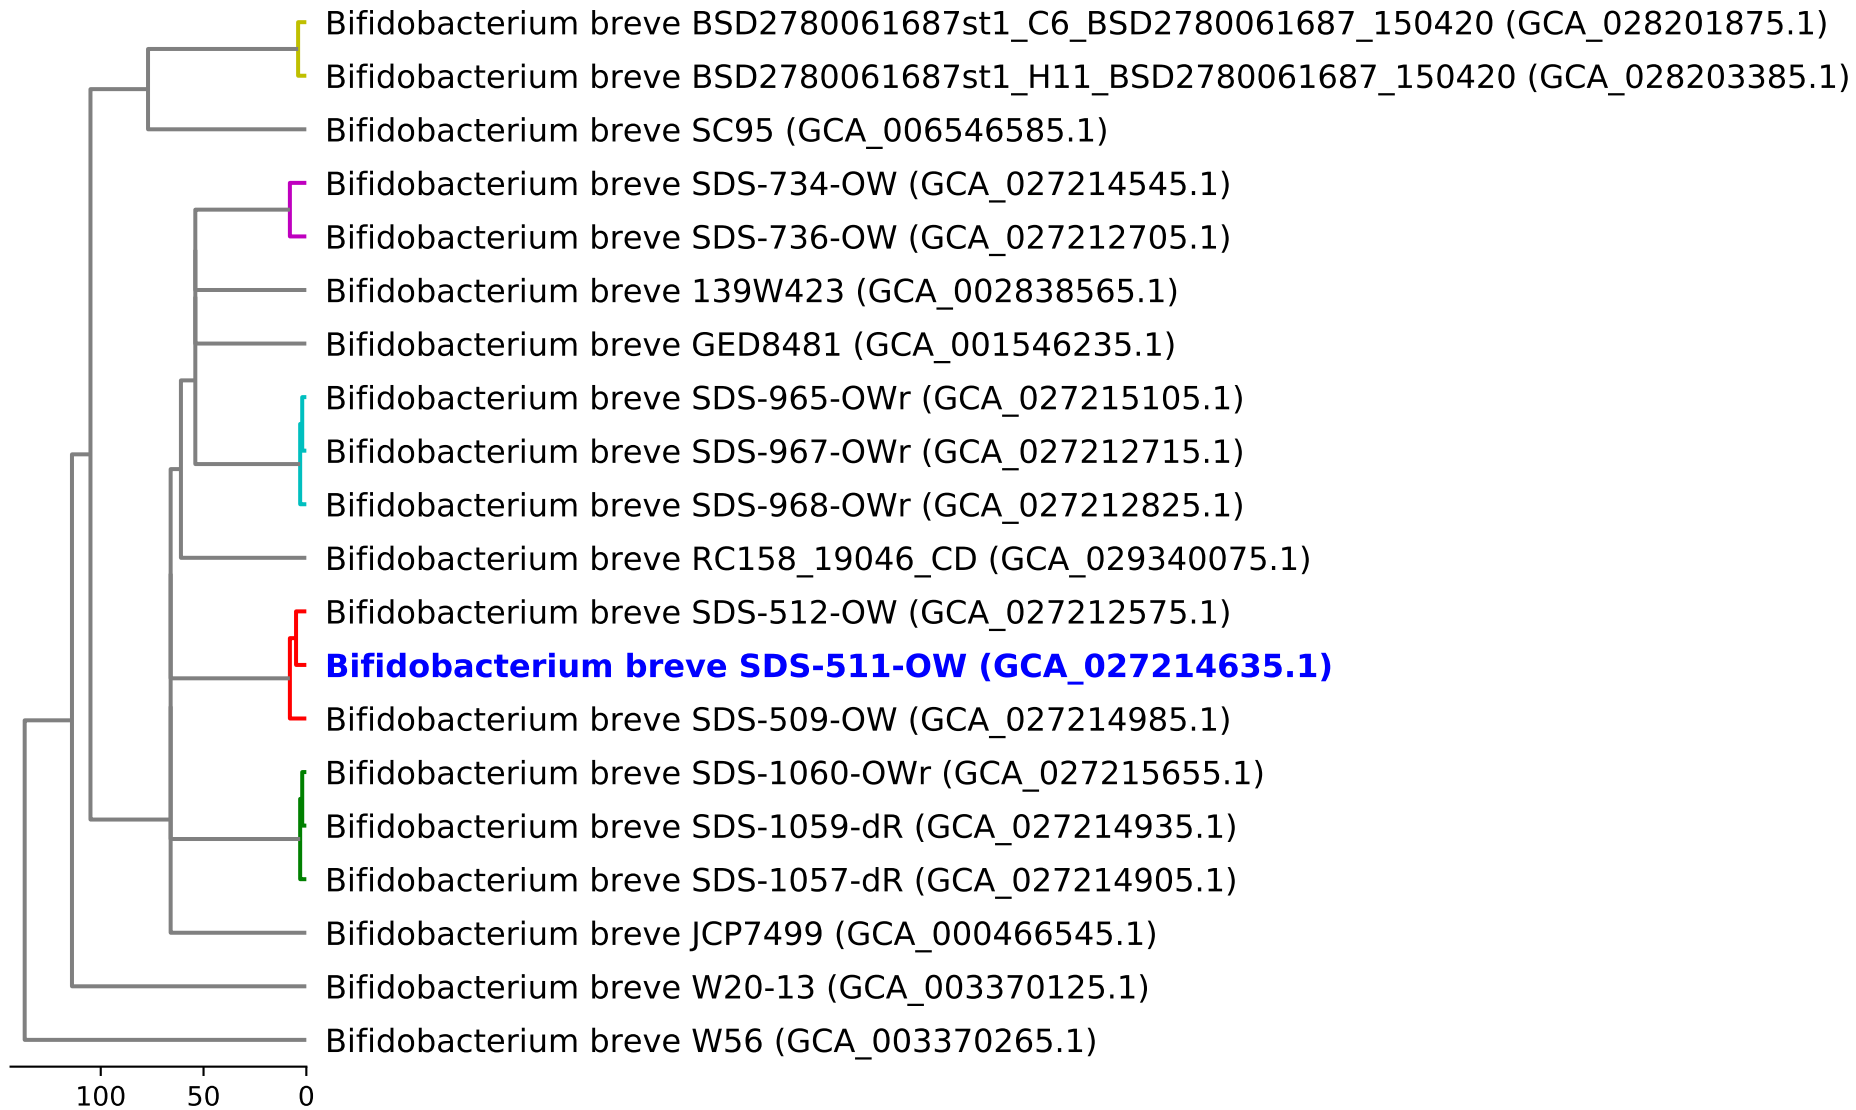 Bifidobacterium breve BSD2780061687st1_C6_BSD2780061687_150420 (GCA_028201875.1)
Bifidobacterium breve BSD2780061687st1_H11_BSD2780061687_150420 (GCA_028203385.1)
Bifidobacterium breve SC95 (GCA_006546585.1)
Bifidobacterium breve SDS-734-OW (GCA_027214545.1)
Bifidobacterium breve SDS-736-OW (GCA_027212705.1)
Bifidobacterium breve 139W423 (GCA_002838565.1)
Bifidobacterium breve GED8481 (GCA_001546235.1)
Bifidobacterium breve SDS-965-OWr (GCA_027215105.1)
Bifidobacterium breve SDS-967-OWr (GCA_027212715.1)
Bifidobacterium breve SDS-968-OWr (GCA_027212825.1)
Bifidobacterium breve RC158_19046_CD (GCA_029340075.1)
Bifidobacterium breve SDS-512-OW (GCA_027212575.1)
Bifidobacterium breve SDS-511-OW (GCA_027214635.1)
Bifidobacterium breve SDS-509-OW (GCA_027214985.1)
Bifidobacterium breve SDS-1060-OWr (GCA_027215655.1)
Bifidobacterium breve SDS-1059-dR (GCA_027214935.1)
Bifidobacterium breve SDS-1057-dR (GCA_027214905.1)
Bifidobacterium breve JCP7499 (GCA_000466545.1)
Bifidobacterium breve W20-13 (GCA_003370125.1)
Bifidobacterium breve W56 (GCA_003370265.1)
100 50 0